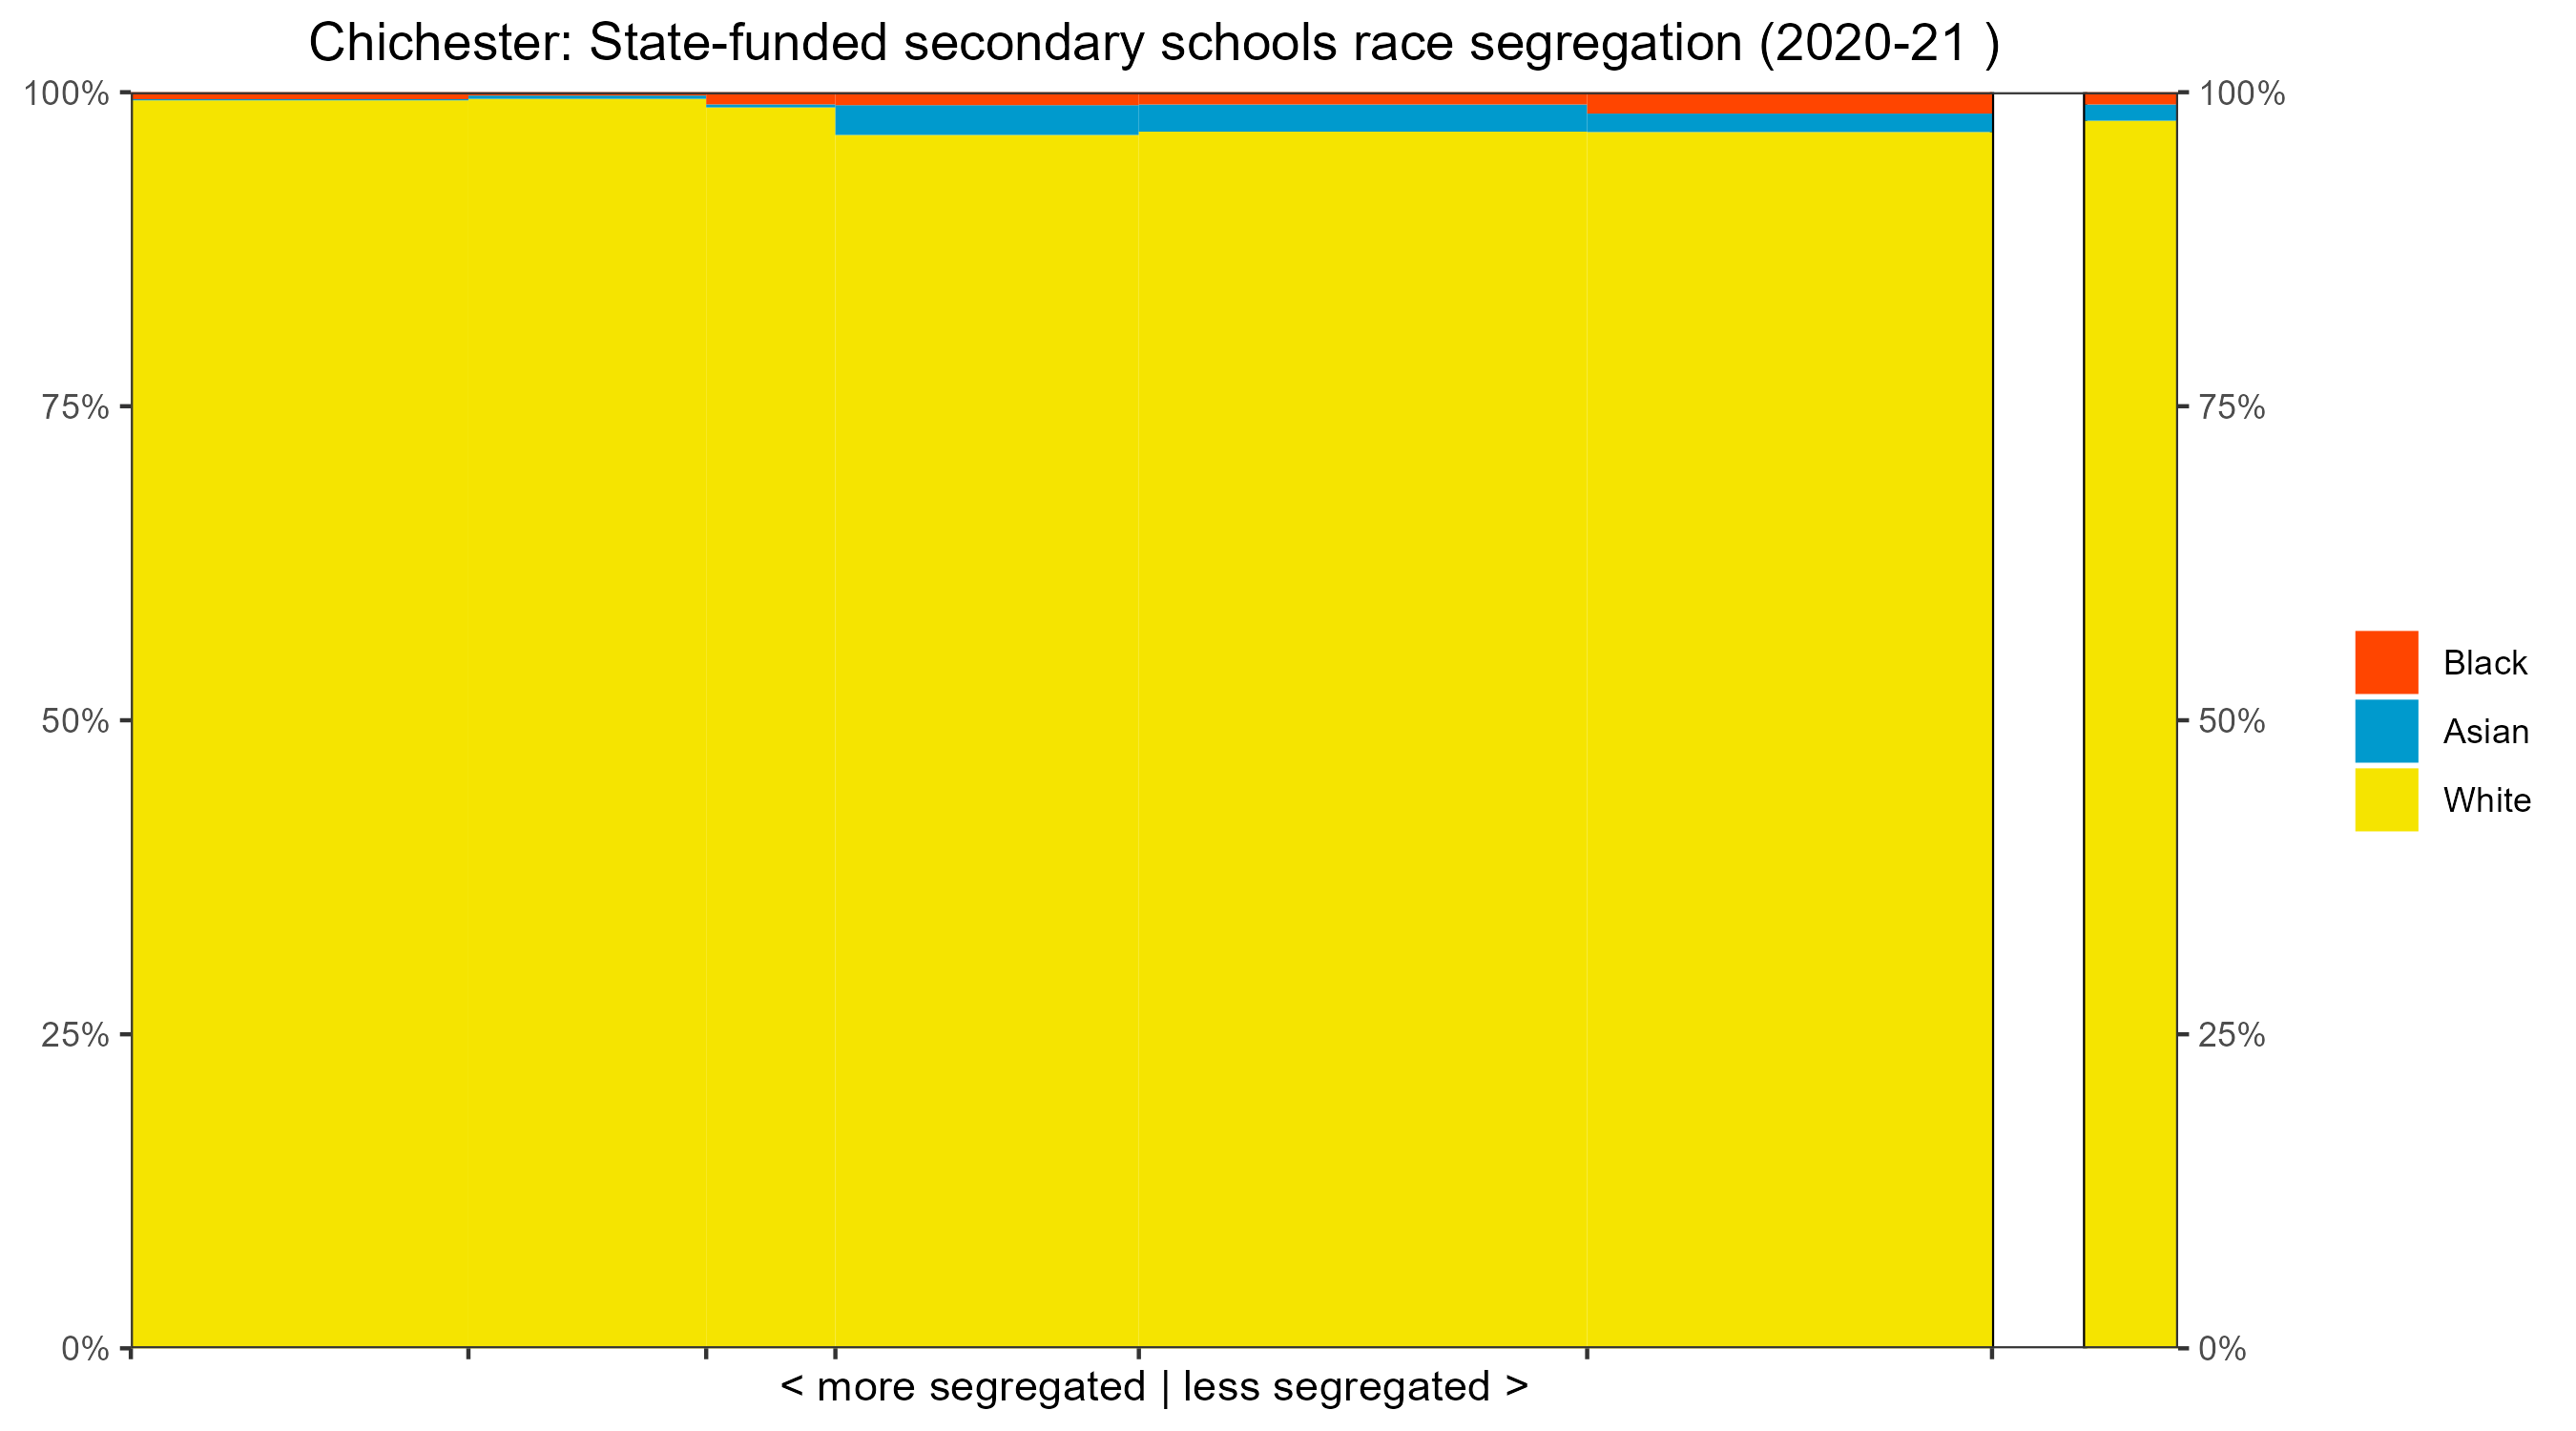 Chichester: State-funded secondary schools race segregation (2020-21 )
100%
75%
50%
25%
0%
100%
75%
50%
25%
0%
Black
Asian
White
< more segregated | less segregated >